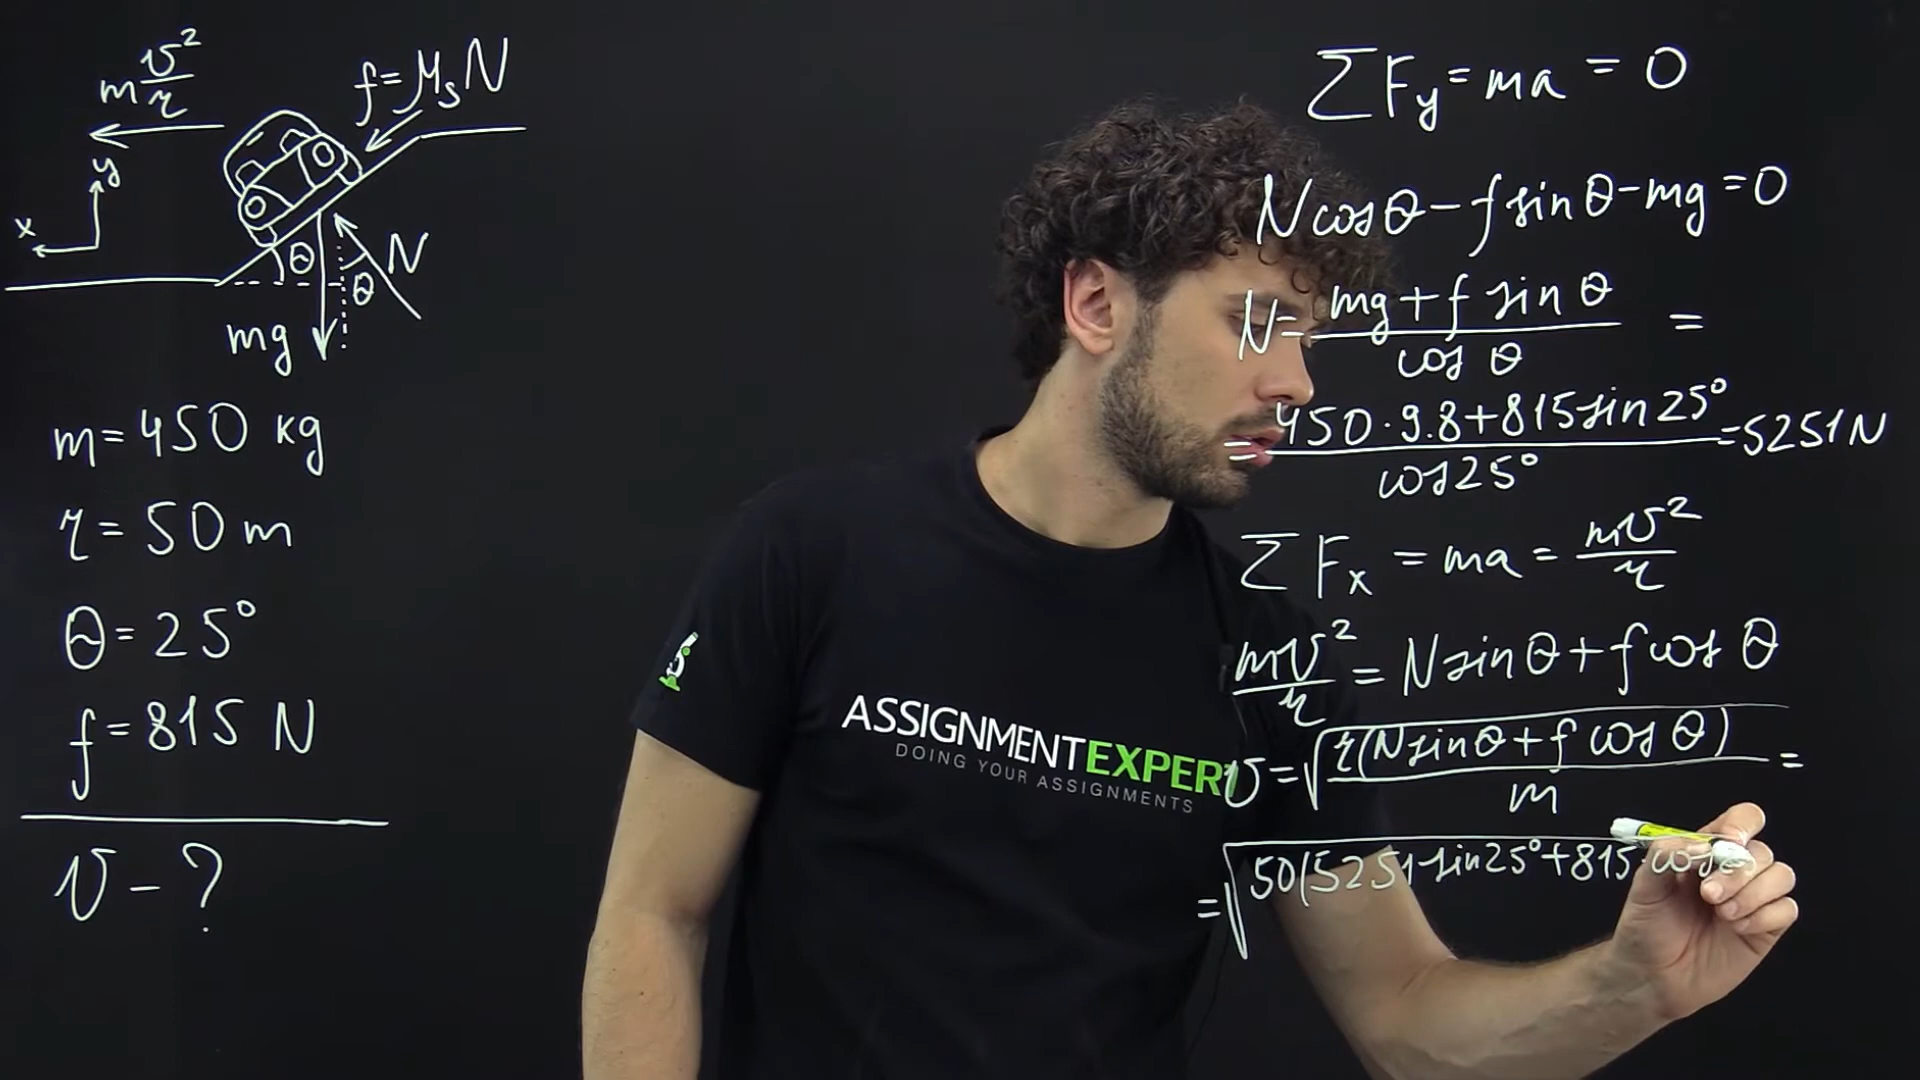 m v²/r
f = μₛN
y
x
θ
N
θ
mg
m = 450 kg
r = 50 m
θ = 25°
f = 815 N
v - ?
ΣFy = ma = 0
N cos θ - f sin θ - mg = 0
N = (mg + f sin θ)/(cos θ) =
= (450 · 9.8 + 815 sin 25°)/(cos 25°) = 5251 N
ΣFx = ma = mv²/r
mv²/r = N sin θ + f cos θ
v = √(r(N sin θ + f cos θ)/m) =
= √50(5251 · sin 25° + 815 · cos
ASSIGNMENTEXPERT
DOING YOUR ASSIGNMENTS